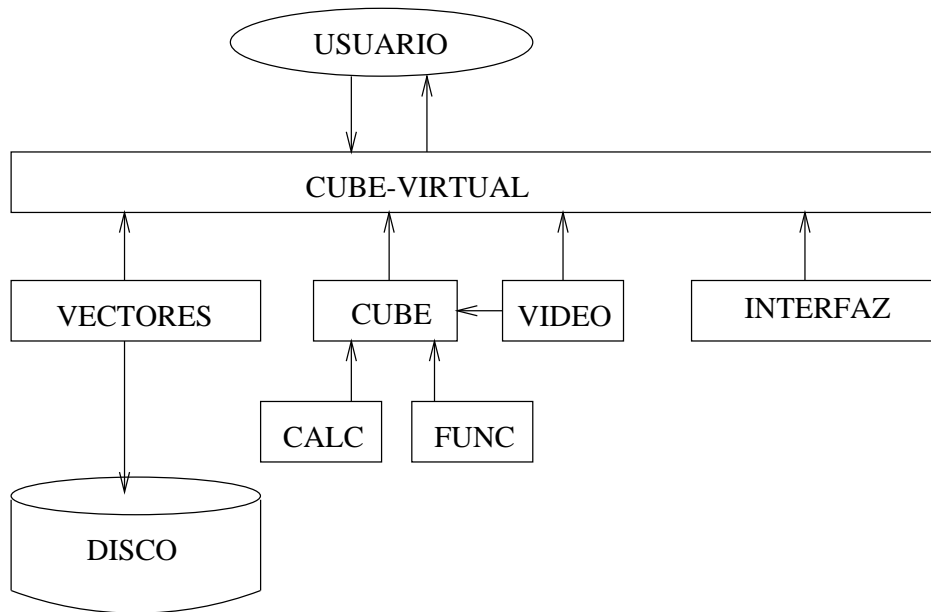 USUARIO
CUBE-VIRTUAL
VECTORES
CUBE
VIDEO
INTERFAZ
CALC
FUNC
DISCO